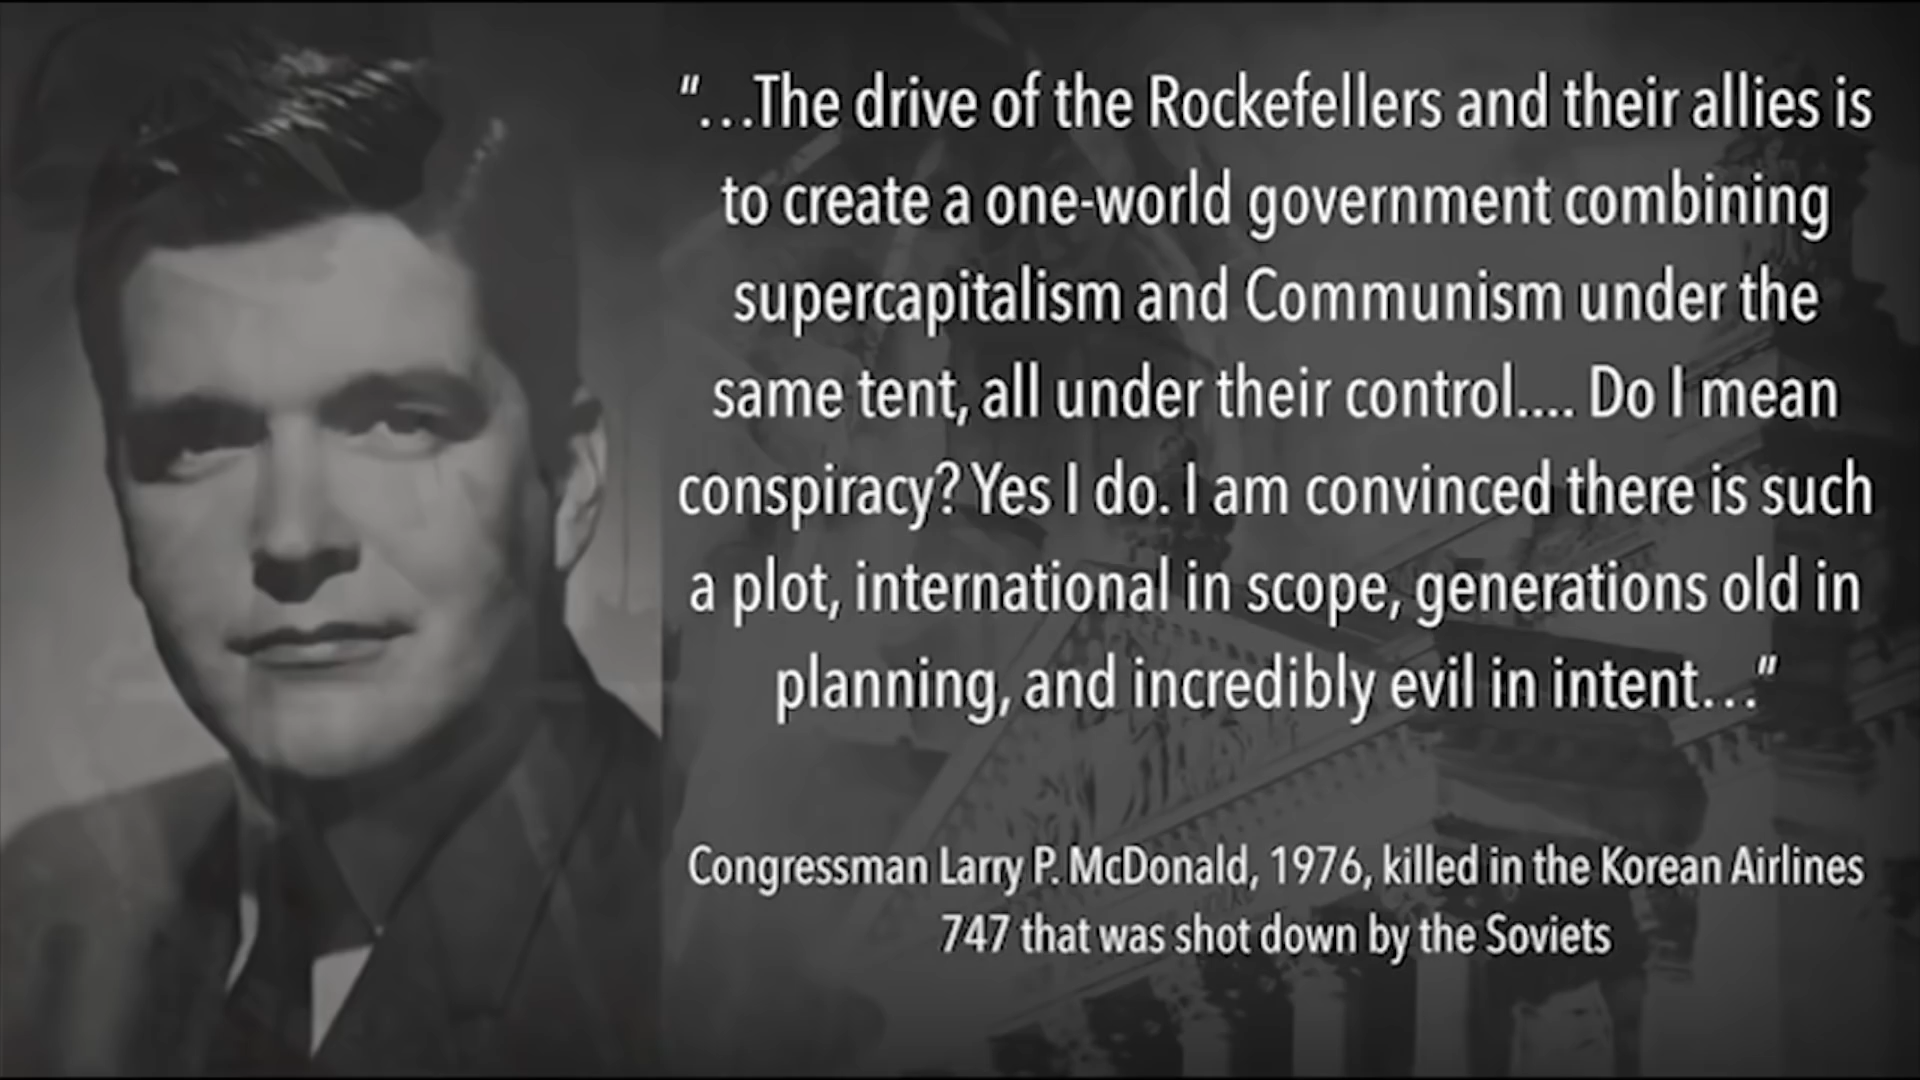 “…The drive of the Rockefellers and their allies is
to create a one-world government combining
supercapitalism and Communism under the
same tent, all under their control.... Do I mean
conspiracy? Yes I do. I am convinced there is such
a plot, international in scope, generations old in
planning, and incredibly evil in intent…”
Congressman Larry P. McDonald, 1976, killed in the Korean Airlines
747 that was shot down by the Soviets